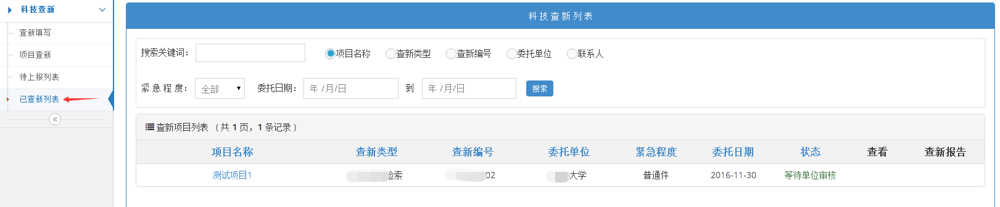 科技查新
查新填写
项目查新
待上报列表
已查新列表
科技查新列表
搜索关键词： 项目名称 查新类型 查新编号 委托单位 联系人
紧 急 程 度： 全部 委托日期： 年 /月/日 到 年 /月/日 搜索
查新项目列表 （ 共 1 页，1 条记录 ）
项目名称 查新类型 查新编号 委托单位 紧急程度 委托日期 状态 查看 查新报告
测试项目1 检索 02 大学 普通件 2016-11-30 等待单位审核